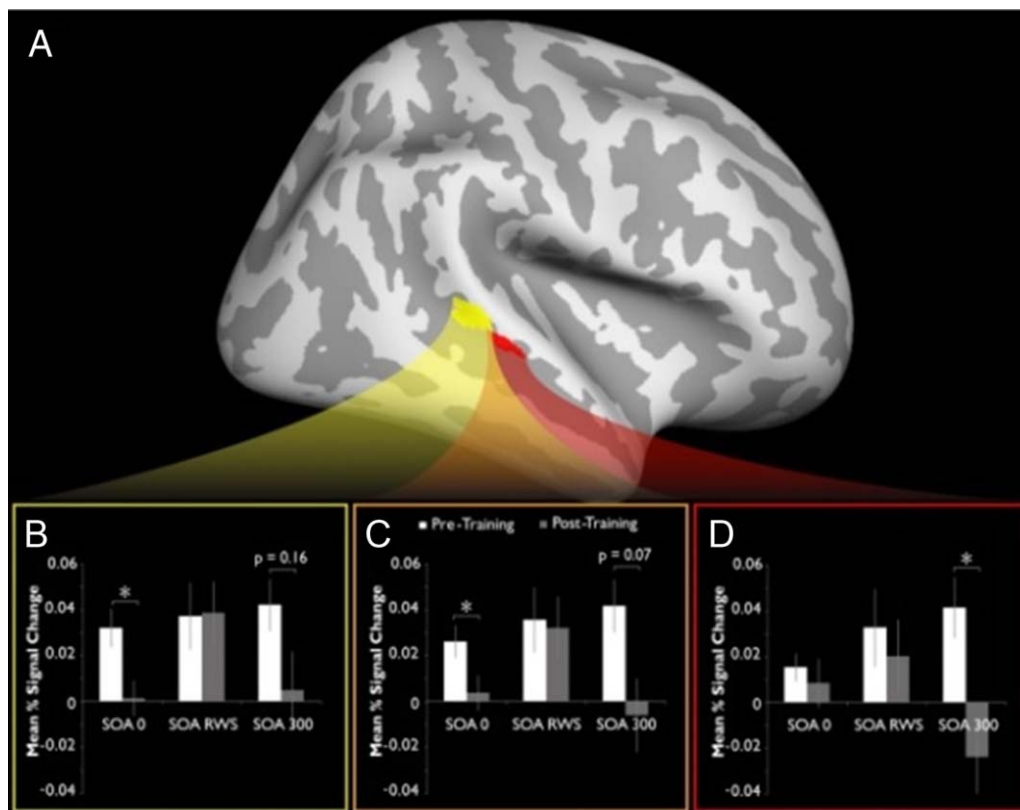 A
B
Mean % Signal Change
0.06
0.04
0.02
0
-0.02
-0.04
*
p = 0.16
SOA 0
SOA RWS
SOA 300
C
Pre-Training
Post-Training
Mean % Signal Change
0.06
0.04
0.02
0
-0.02
-0.04
*
p = 0.07
SOA 0
SOA RWS
SOA 300
D
Mean % Signal Change
0.06
0.04
0.02
0
-0.02
-0.04
*
SOA 0
SOA RWS
SOA 300